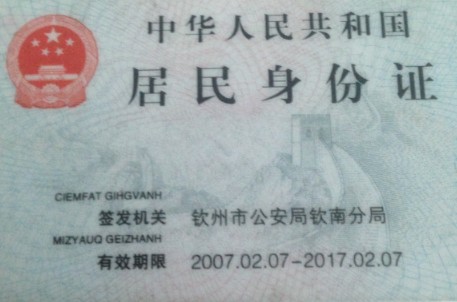 中华人民共和国
居民身份证
CIEMFAT GIHGVANH
签发机关 钦州市公安局钦南分局
MIZYAUQ GEIZHANH
有效期限 2007.02.07-2017.02.07